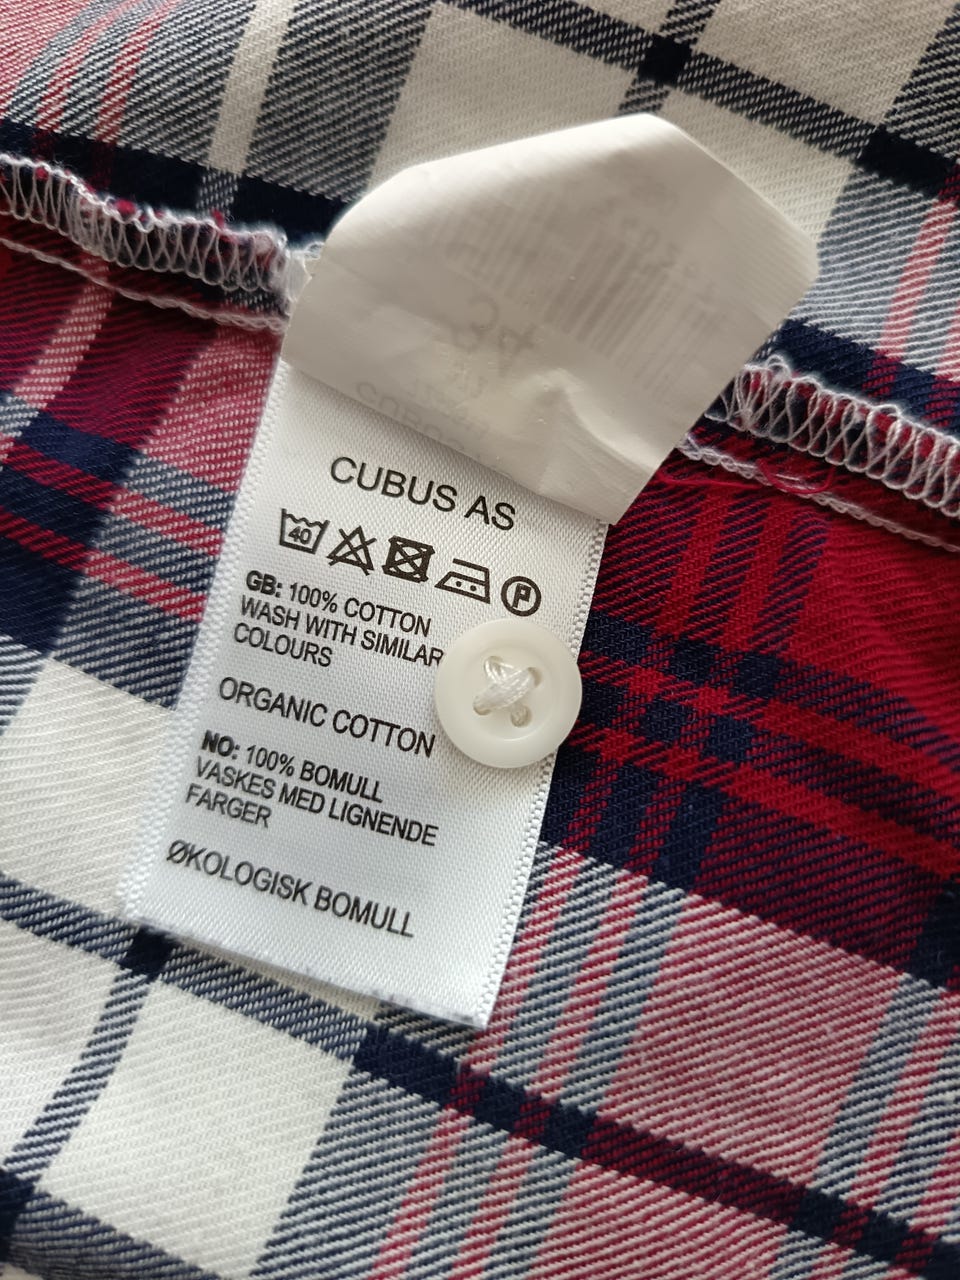 CUBUS AS
40 P
GB: 100% COTTON
WASH WITH SIMILAR
COLOURS
ORGANIC COTTON
NO: 100% BOMULL
VASKES MED LIGNENDE
FARGER
ØKOLOGISK BOMULL